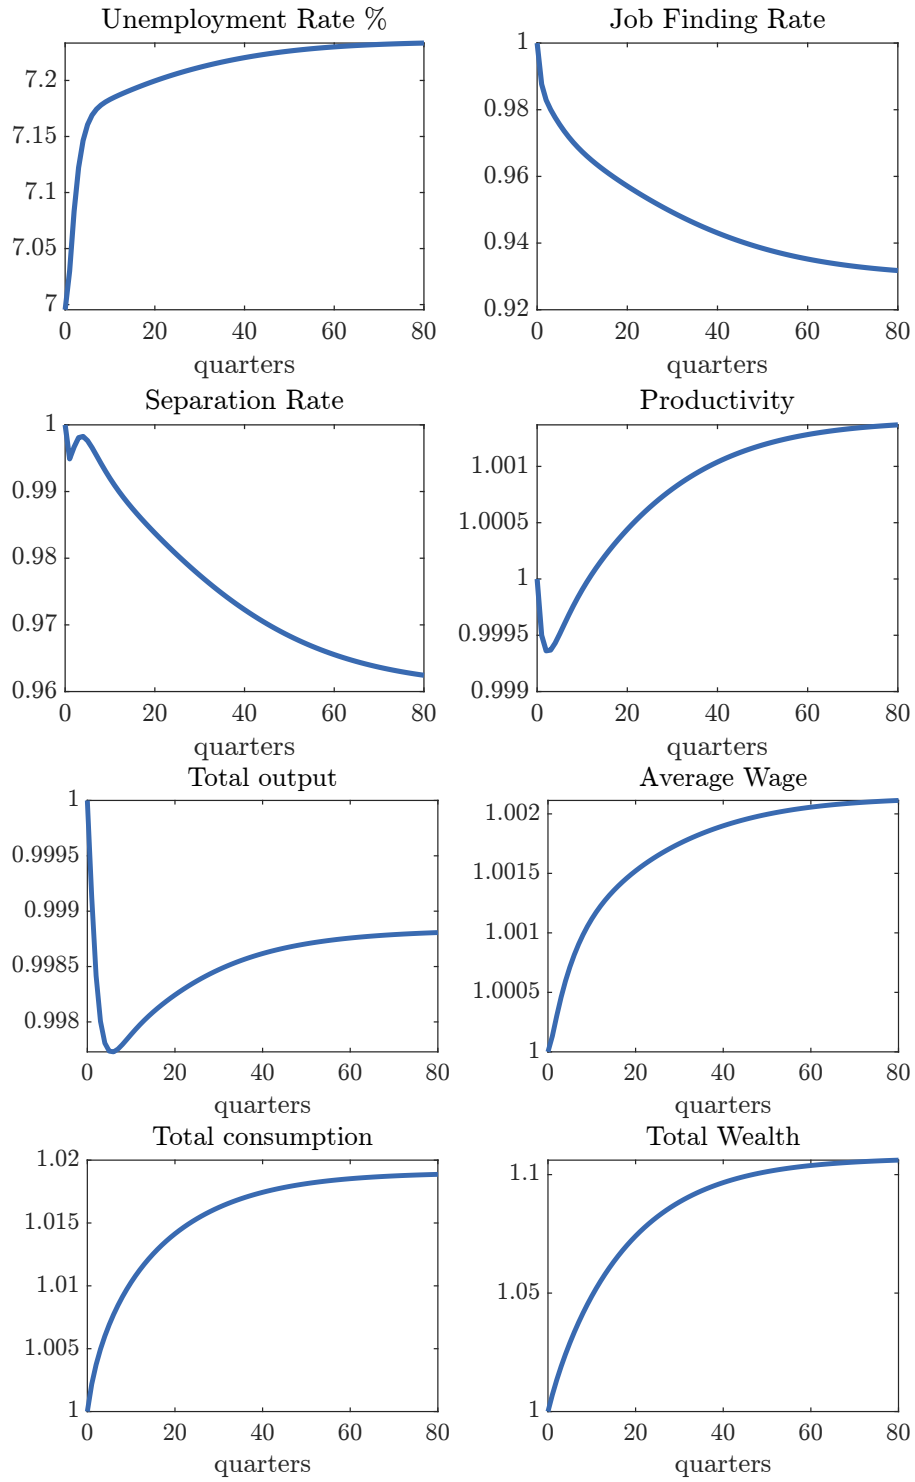 Unemployment Rate %
7.2
7.15
7.1
7.05
7
0 20 40 60 80
quarters
Job Finding Rate
1
0.98
0.96
0.94
0.92
0 20 40 60 80
quarters
Separation Rate
1
0.99
0.98
0.97
0.96
0 20 40 60 80
quarters
Productivity
1.001
1.0005
1
0.9995
0.999
0 20 40 60 80
quarters
Total output
1
0.9995
0.999
0.9985
0.998
0 20 40 60 80
quarters
Average Wage
1.002
1.0015
1.001
1.0005
1
0 20 40 60 80
quarters
Total consumption
1.02
1.015
1.01
1.005
1
0 20 40 60 80
quarters
Total Wealth
1.1
1.05
1
0 20 40 60 80
quarters